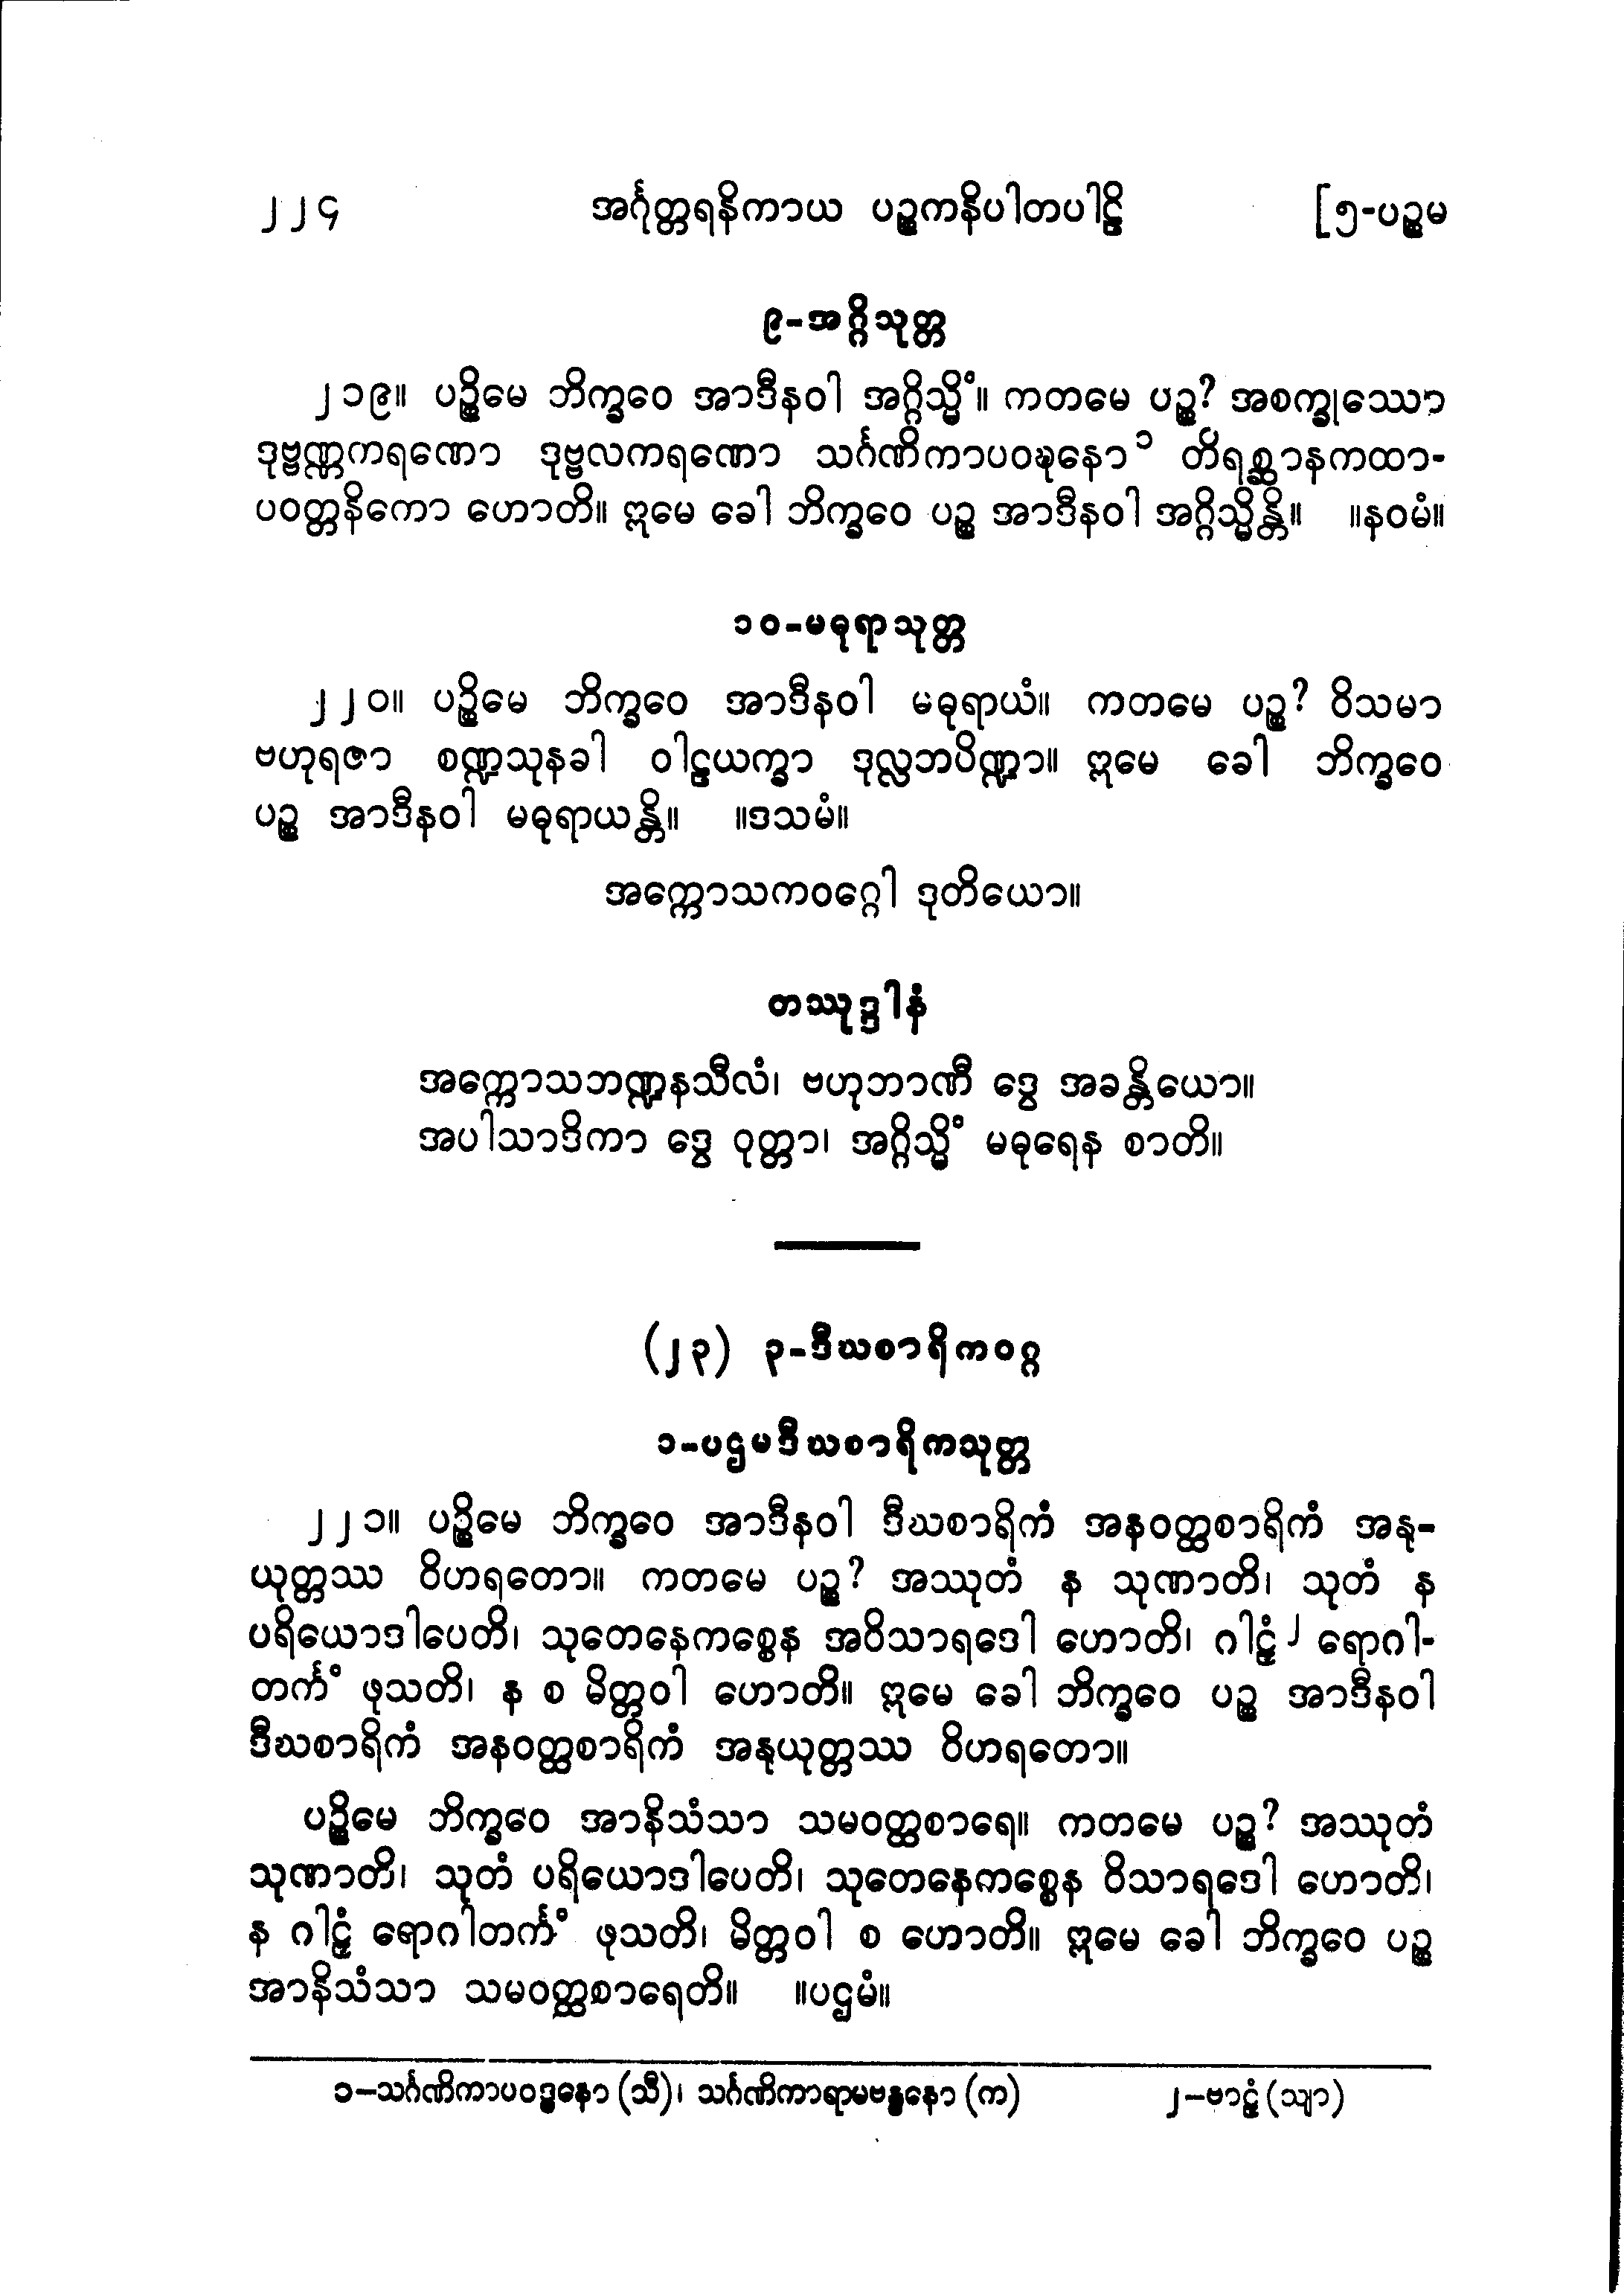 ၂၂၄ အင်္ဂုတ္တရနိကာယ ပဉ္စကနိပါတပါဠိ [၅-ပဉ္စမ
၉-အဂ္ဂိသုတ္တ
၂၁၉။ ပဉ္စိမေ ဘိက္ခဝေ အာဒီနဝါ အဂ္ဂိသ္မိံ။ ကတမေ ပဉ္စ? အစက္ခုဿော
ဒုဗ္ဗဏ္ဏကရဏော ဒုဗ္ဗလကရဏော သင်္ဂဏိကာပဝဍ္ဎနော၁ တိရစ္ဆာနကထာ-
ပဝတ္တနိကော ဟောတိ။ ဣမေ ခေါ ဘိက္ခဝေ ပဉ္စ အာဒီနဝါ အဂ္ဂိသ္မိန္တိ။ ။နဝမံ။
၁၀-မဓုရာသုတ္တ
၂၂၀။ ပဉ္စိမေ ဘိက္ခဝေ အာဒီနဝါ မဓုရာယံ။ ကတမေ ပဉ္စ? ဝိသမာ
ဗဟုရဇာ စဏ္ဍသုနခါ ဝါဠယက္ခာ ဒုလ္လဘပိဏ္ဍာ။ ဣမေ ခေါ ဘိက္ခဝေ
ပဉ္စ အာဒီနဝါ မဓုရာယန္တိ။ ။ဒသမံ။
အက္ကောသကဝဂ္ဂေါ ဒုတိယော။
တဿုဒ္ဒါနံ
အက္ကောသဘဏ္ဍနသီလံ၊ ဗဟုဘာဏီ ဒွေ အခန္တိယော။
အပါသာဒိကာ ဒွေ ဝုတ္တာ၊ အဂ္ဂိသ္မိံ မဓုရေန စာတိ။
(၂၃) ၃-ဒီဃစာရိကဝဂ္ဂ
၁-ပဌမဒီဃစာရိကသုတ္တ
၂၂၁။ ပဉ္စိမေ ဘိက္ခဝေ အာဒီနဝါ ဒီဃစာရိကံ အနဝတ္ထစာရိကံ အနု-
ယုတ္တဿ ဝိဟရတော။ ကတမေ ပဉ္စ? အဿုတံ န သုဏာတိ၊ သုတံ န
ပရိယောဒါပေတိ၊ သုတေနေကစ္စေန အဝိသာရဒေါ ဟောတိ၊ ဂါဠှံ၂ ရောဂါ-
တင်္ကံ ဖုသတိ၊ န စ မိတ္တဝါ ဟောတိ။ ဣမေ ခေါ ဘိက္ခဝေ ပဉ္စ အာဒီနဝါ
ဒီဃစာရိကံ အနဝတ္ထစာရိကံ အနုယုတ္တဿ ဝိဟရတော။
ပဉ္စိမေ ဘိက္ခဝေ အာနိသံသာ သမဝတ္ထစာရေ။ ကတမေ ပဉ္စ? အဿုတံ
သုဏာတိ၊ သုတံ ပရိယောဒါပေတိ၊ သုတေနေကစ္စေန ဝိသာရဒေါ ဟောတိ၊
န ဂါဠှံ ရောဂါတင်္ကံ ဖုသတိ၊ မိတ္တဝါ စ ဟောတိ။ ဣမေ ခေါ ဘိက္ခဝေ ပဉ္စ
အာနိသံသာ သမဝတ္ထစာရေတိ။ ။ပဌမံ။
၁—သင်္ဂဏိကာပဝဒ္ဓနော (သီ)၊ သင်္ဂဏိကာရာမဗန္ဓနော (က) ၂—ဗာဠှံ (သျာ)